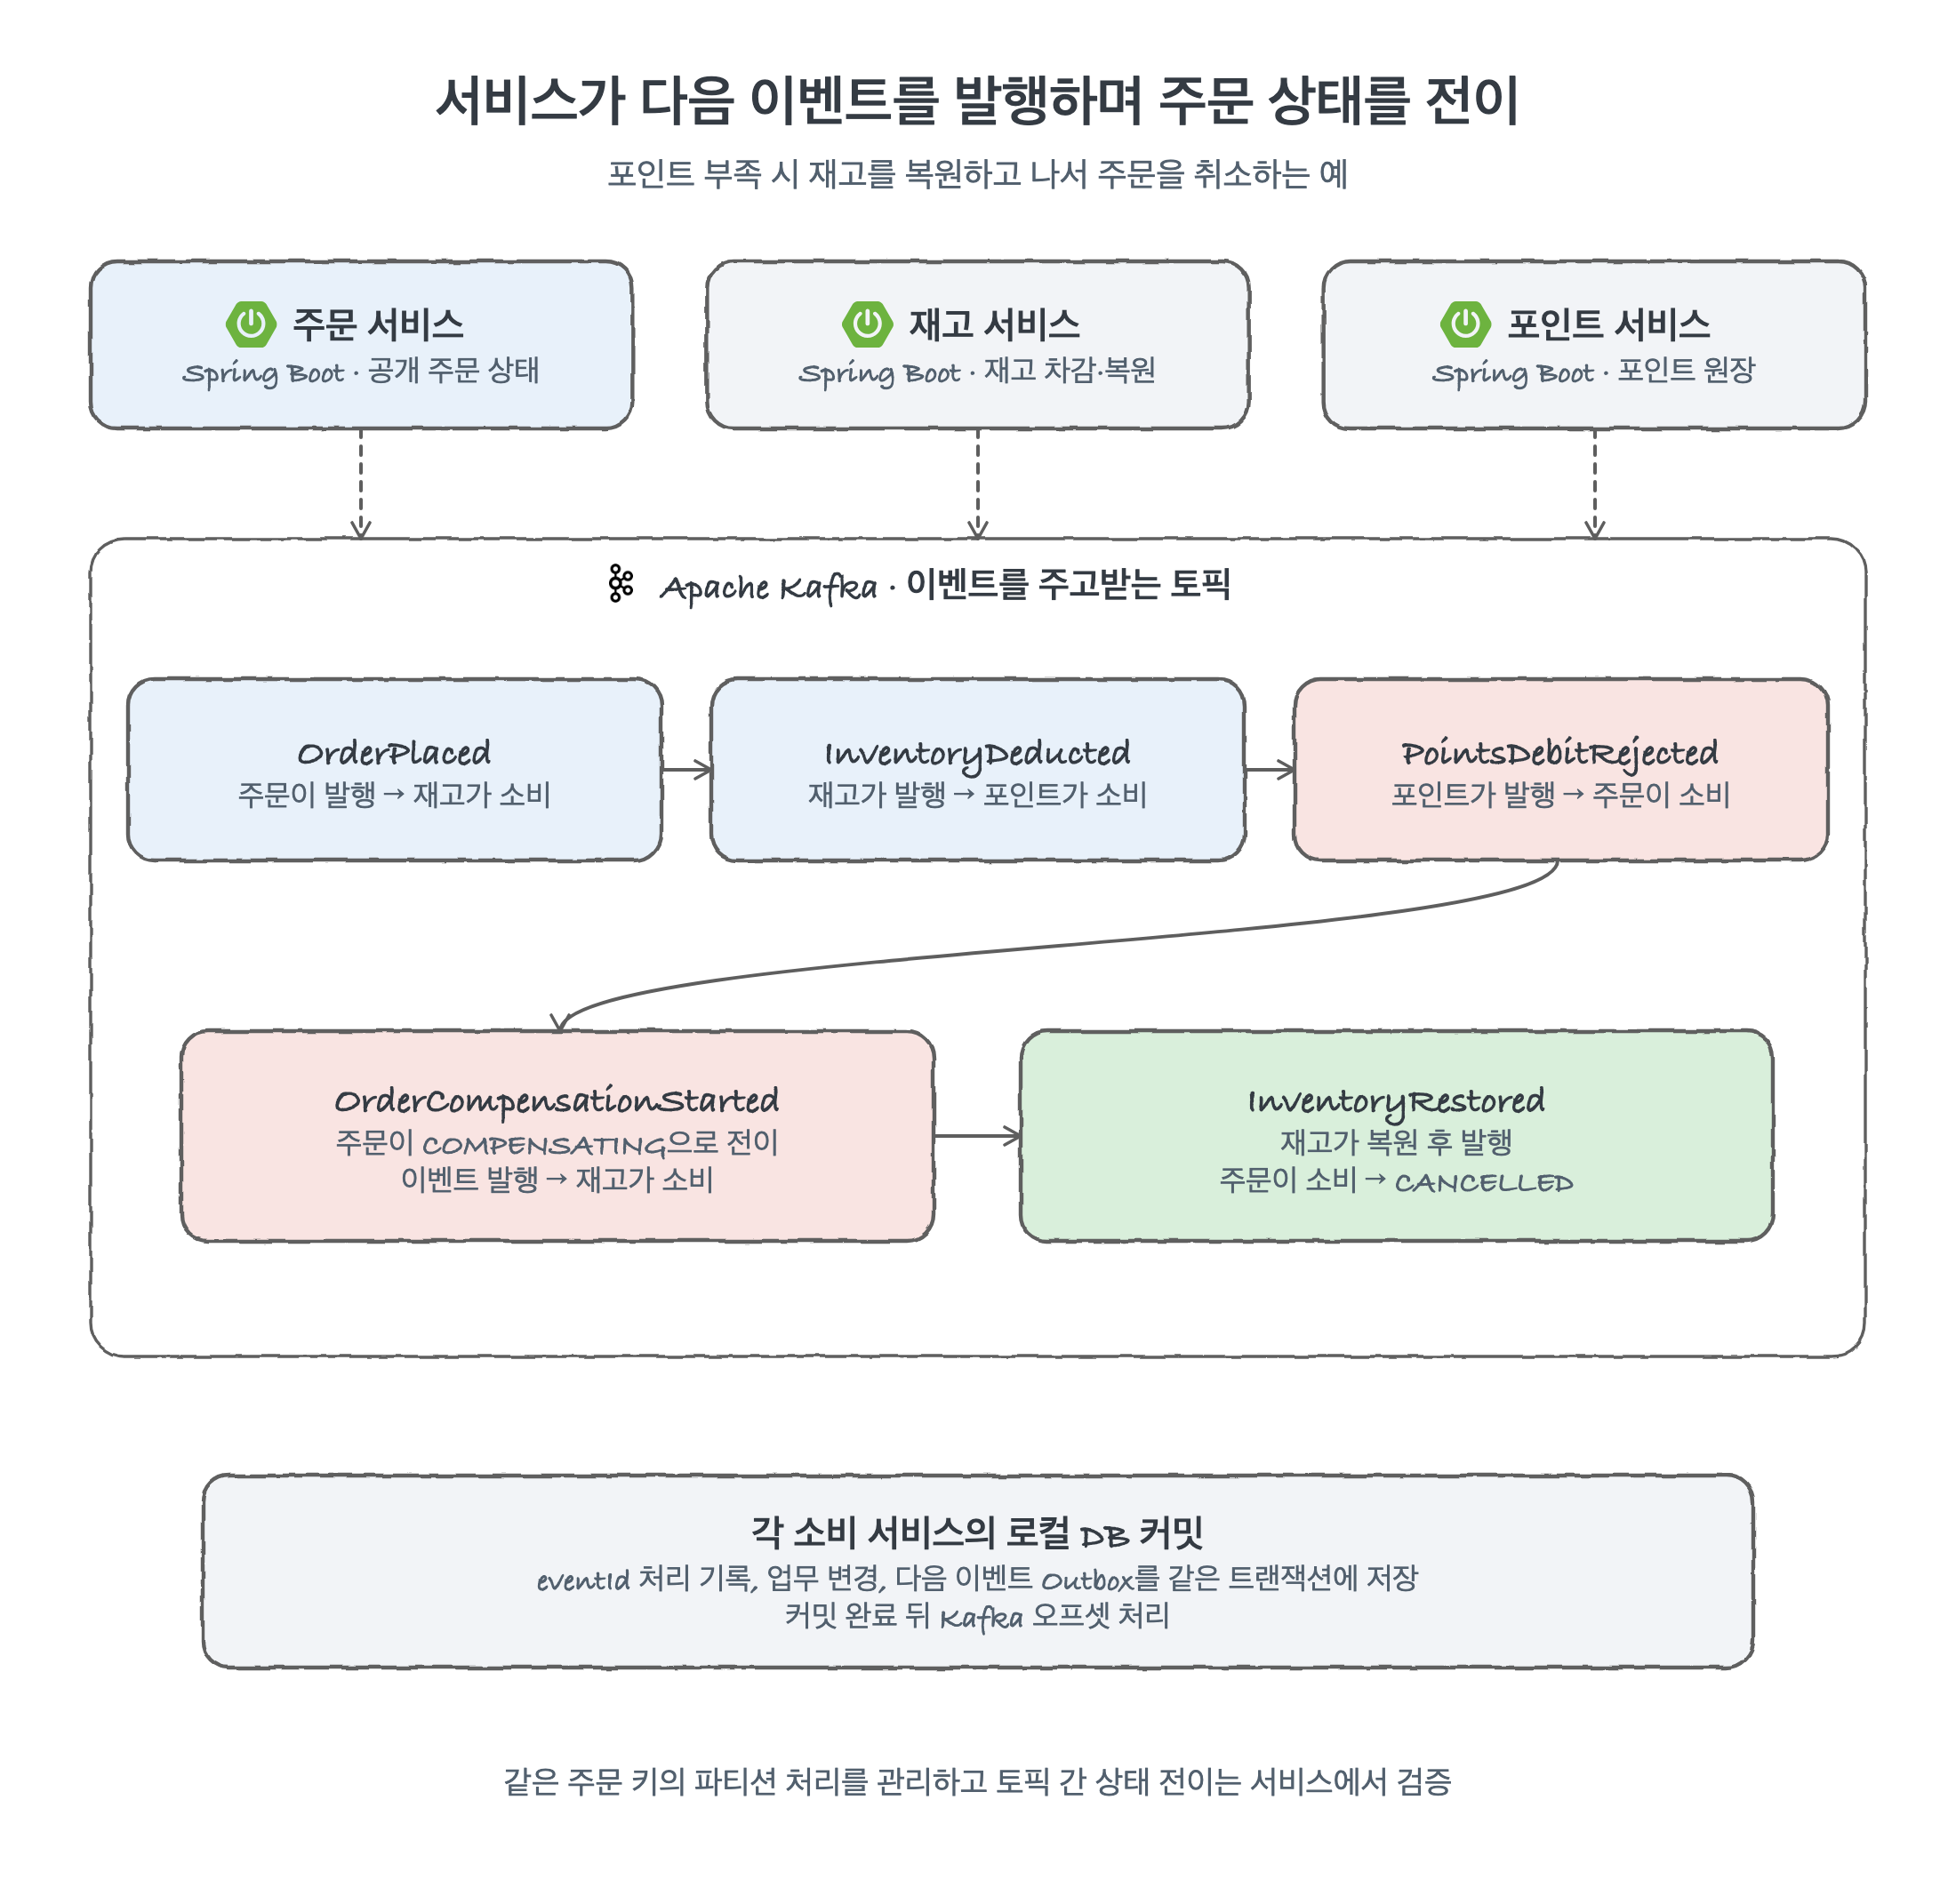 서비스가 다음 이벤트를 발행하며 주문 상태를 전이
포인트 부족 시 재고를 복원하고 나서 주문을 취소하는 예
주문 서비스
Spring Boot · 공개 주문 상태
재고 서비스
Spring Boot · 재고 차감·복원
포인트 서비스
Spring Boot · 포인트 원장
Apache Kafka · 이벤트를 주고받는 토픽
OrderPlaced
주문이 발행 → 재고가 소비
InventoryDeducted
재고가 발행 → 포인트가 소비
PointsDebitRejected
포인트가 발행 → 주문이 소비
OrderCompensationStarted
주문이 COMPENSATING으로 전이
이벤트 발행 → 재고가 소비
InventoryRestored
재고가 복원 후 발행
주문이 소비 → CANCELLED
각 소비 서비스의 로컬 DB 커밋
eventId 처리 기록, 업무 변경, 다음 이벤트 Outbox를 같은 트랜잭션에 저장
커밋 완료 뒤 Kafka 오프셋 처리
같은 주문 키의 파티션 처리를 관리하고 토픽 간 상태 전이는 서비스에서 검증